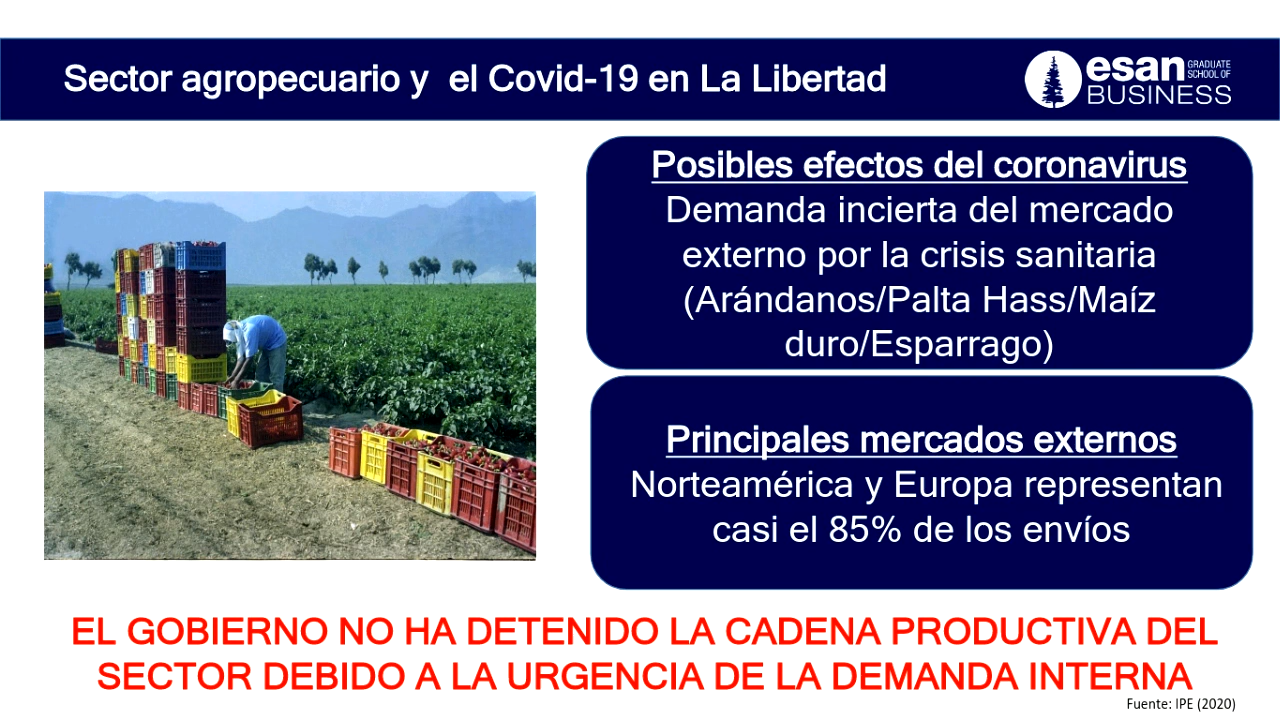 Sector agropecuario y  el Covid-19 en La Libertad
esan GRADUATE
SCHOOL OF
BUSINESS
Posibles efectos del coronavirus
Demanda incierta del mercado
externo por la crisis sanitaria
(Arándanos/Palta Hass/Maíz
duro/Esparrago)
Principales mercados externos
Norteamérica y Europa representan
casi el 85% de los envíos
EL GOBIERNO NO HA DETENIDO LA CADENA PRODUCTIVA DEL
SECTOR DEBIDO A LA URGENCIA DE LA DEMANDA INTERNA
Fuente: IPE (2020)